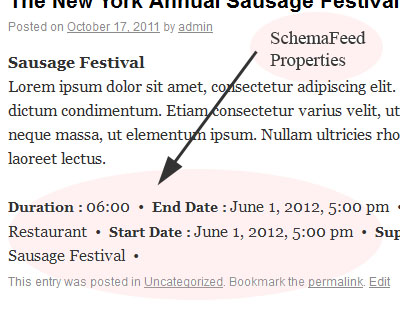 The New York Annual Sausage Festival
Posted on October 17, 2011 by admin
SchemaFeed
Properties
Sausage Festival
Lorem ipsum dolor sit amet, consectetur adipiscing elit.
dictum condimentum. Etiam consectetur varius velit, ut
neque massa, ut elementum ipsum. Nullam ultricies rho
laoreet lectus.
Duration : 06:00 • End Date : June 1, 2012, 5:00 pm •
Restaurant • Start Date : June 1, 2012, 5:00 pm • Sup
Sausage Festival •
This entry was posted in Uncategorized. Bookmark the permalink. Edit